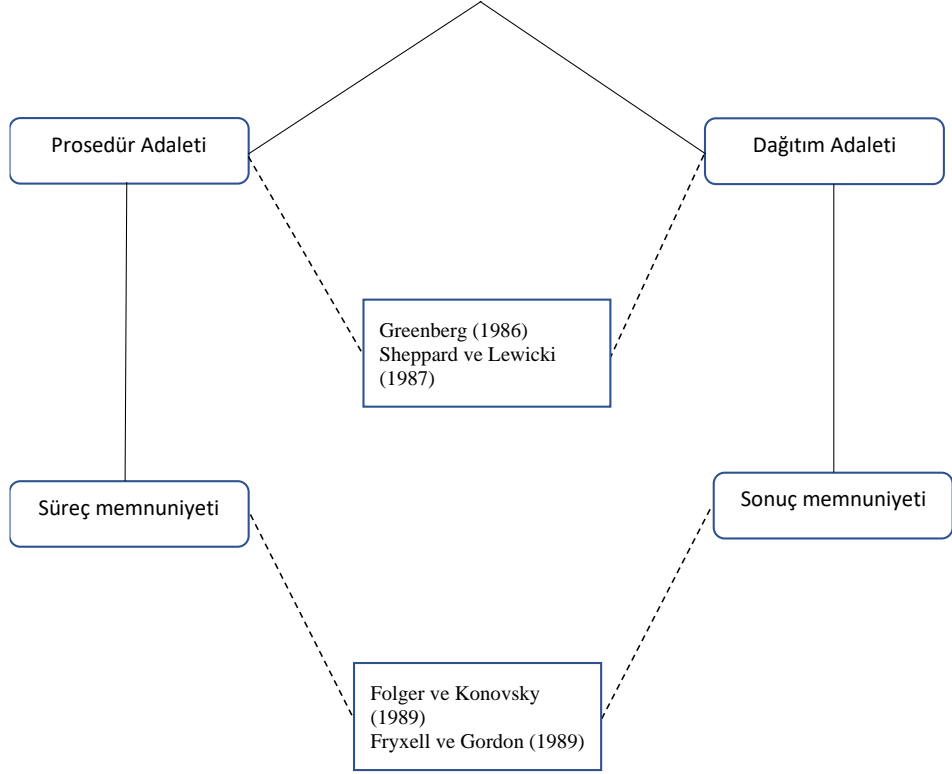 Prosedür Adaleti
Dağıtım Adaleti
Greenberg (1986)
Sheppard ve Lewicki
(1987)
Süreç memnuniyeti
Sonuç memnuniyeti
Folger ve Konovsky
(1989)
Fryxell ve Gordon (1989)